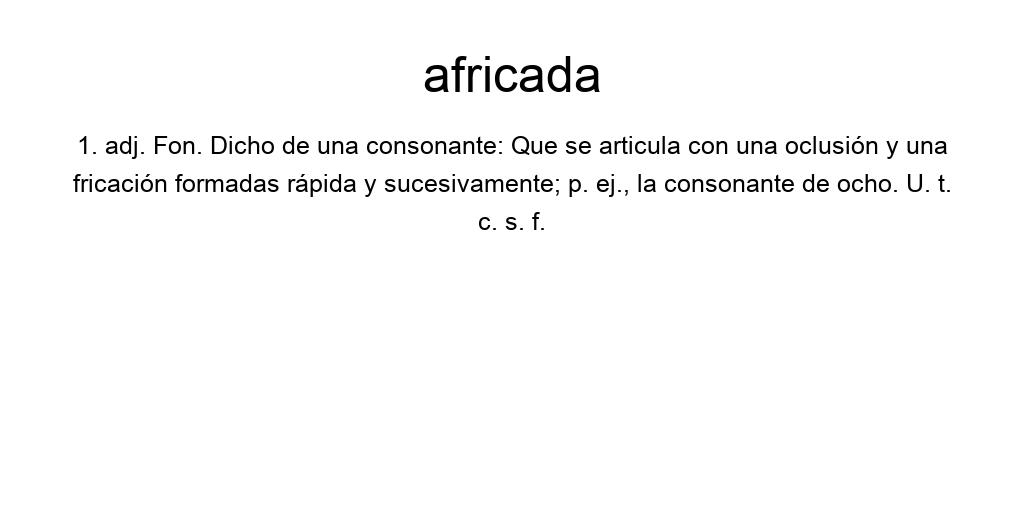 africada
1. adj. Fon. Dicho de una consonante: Que se articula con una oclusión y una
fricación formadas rápida y sucesivamente; p. ej., la consonante de ocho. U. t.
c. s. f.